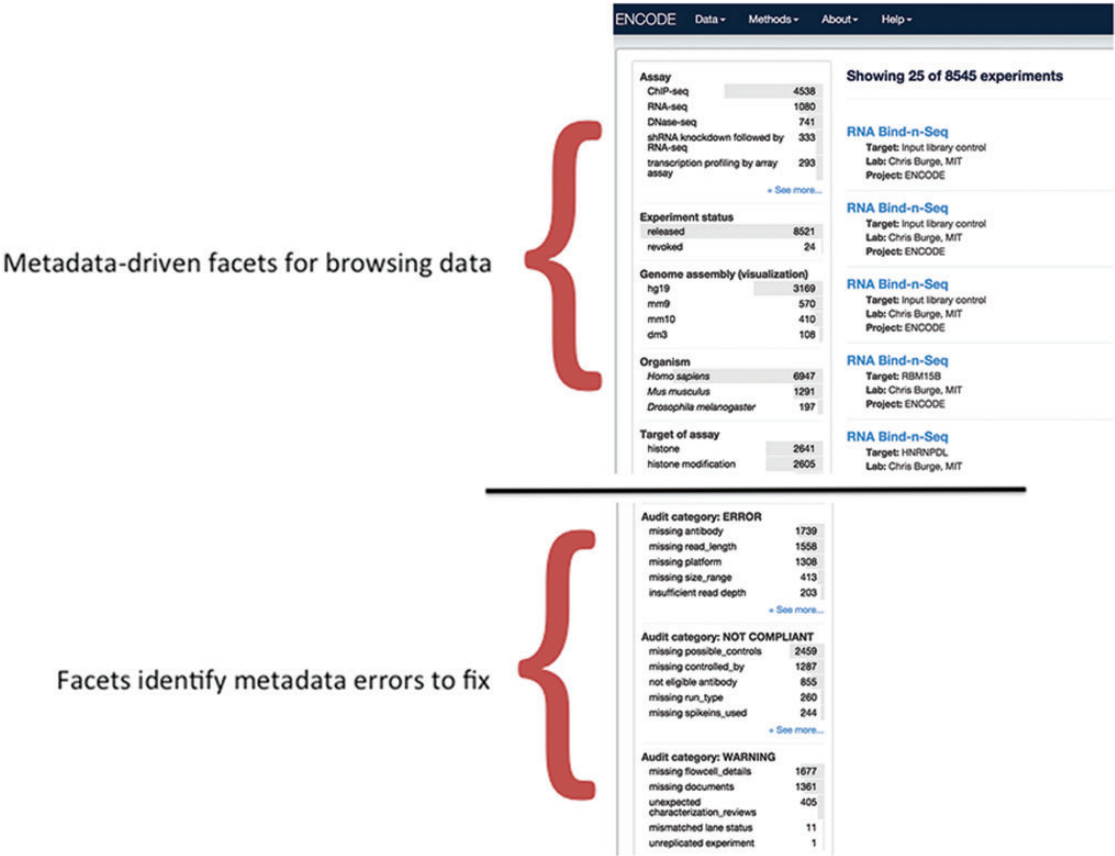 ENCODE Data Methods About Help
Assay
ChIP-seq 4538
RNA-seq 1080
DNase-seq 741
shRNA knockdown followed by 333
RNA-seq
transcription profiling by array 293
assay
+ See more...
Experiment status
released 8521
revoked 24
Genome assembly (visualization)
hg19 3169
mm9 570
mm10 410
dm3 108
Organism
Homo sapiens 6947
Mus musculus 1291
Drosophila melanogaster 197
Target of assay
histone 2641
histone modification 2605
Showing 25 of 8545 experiments
RNA Bind-n-Seq
Target: Input library control
Lab: Chris Burge, MIT
Project: ENCODE
RNA Bind-n-Seq
Target: Input library control
Lab: Chris Burge, MIT
Project: ENCODE
RNA Bind-n-Seq
Target: Input library control
Lab: Chris Burge, MIT
Project: ENCODE
RNA Bind-n-Seq
Target: RBM15B
Lab: Chris Burge, MIT
Project: ENCODE
RNA Bind-n-Seq
Target: HNRNPDL
Lab: Chris Burge, MIT
Metadata-driven facets for browsing data
Audit category: ERROR
missing antibody 1739
missing read_length 1558
missing platform 1308
missing size_range 413
insufficient read depth 203
+ See more...
Audit category: NOT COMPLIANT
missing possible_controls 2459
missing controlled_by 1287
not eligible antibody 855
missing run_type 260
missing spikeins_used 244
+ See more...
Audit category: WARNING
missing flowcell_details 1677
missing documents 1361
unexpected 405
characterization_reviews
mismatched lane status 11
unreplicated experiment 1
Facets identify metadata errors to fix